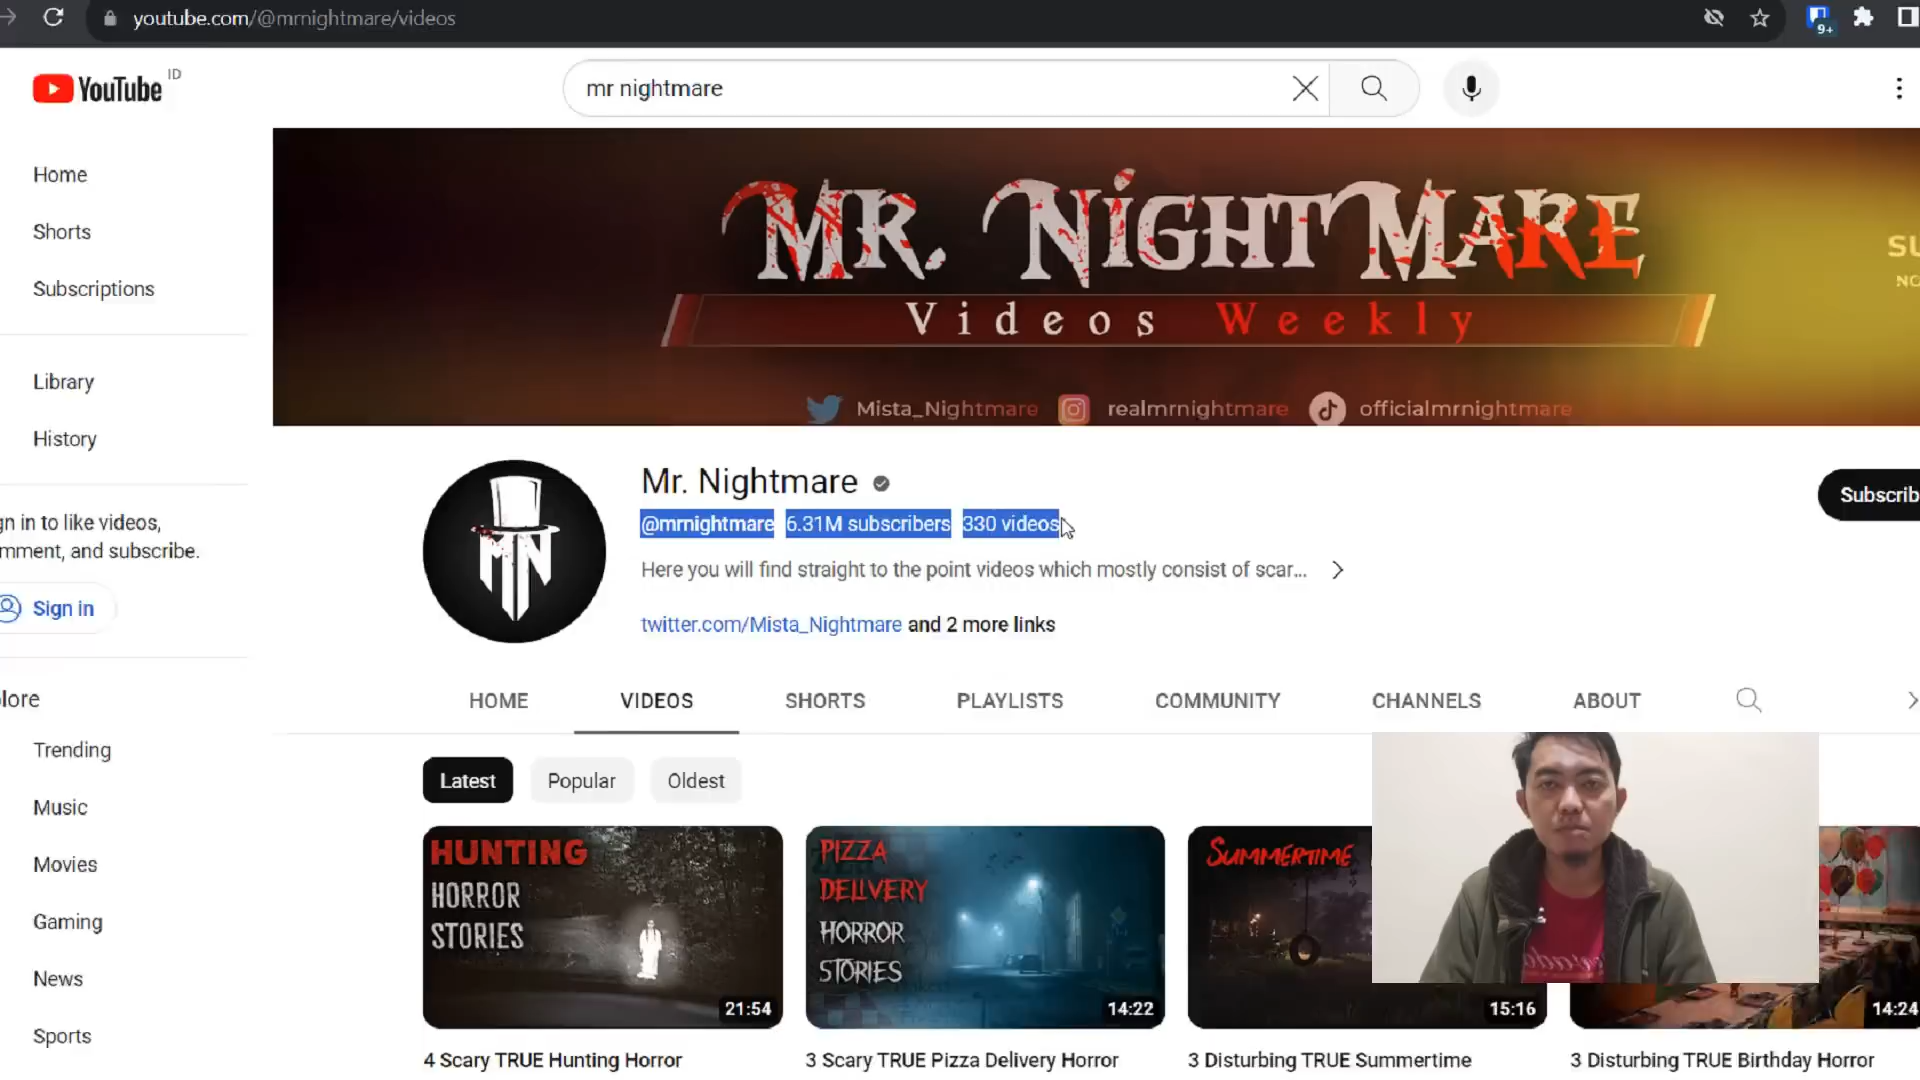 youtube.com/@mrnightmare/videos
9+
YouTube ID
mr nightmare
Home
Shorts
Subscriptions
Library
History
gn in to like videos,
mment, and subscribe.
Sign in
lore
Trending
Music
Movies
Gaming
News
Sports
MR. NIGHTMARE
Videos Weekly
SU
NO
Mista_Nightmare realmrnightmare officialmrnightmare
MN
Mr. Nightmare
@mrnightmare 6.31M subscribers 330 videos
Here you will find straight to the point videos which mostly consist of scar...
twitter.com/Mista_Nightmare and 2 more links
Subscrib
HOME VIDEOS SHORTS PLAYLISTS COMMUNITY CHANNELS ABOUT
Latest Popular Oldest
HUNTING
HORROR
STORIES
21:54
4 Scary TRUE Hunting Horror
PIZZA
DELIVERY
HORROR
STORIES
14:22
3 Scary TRUE Pizza Delivery Horror
SUMMERTIME
15:16
3 Disturbing TRUE Summertime
14:24
3 Disturbing TRUE Birthday Horror